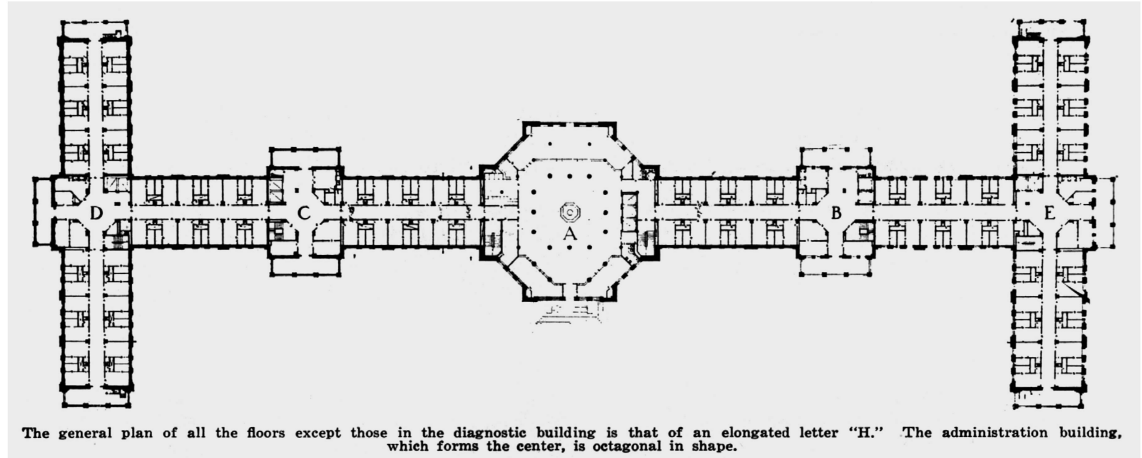 D
C
A
B
E
The general plan of all the floors except those in the diagnostic building is that of an elongated letter "H." The administration building,
which forms the center, is octagonal in shape.